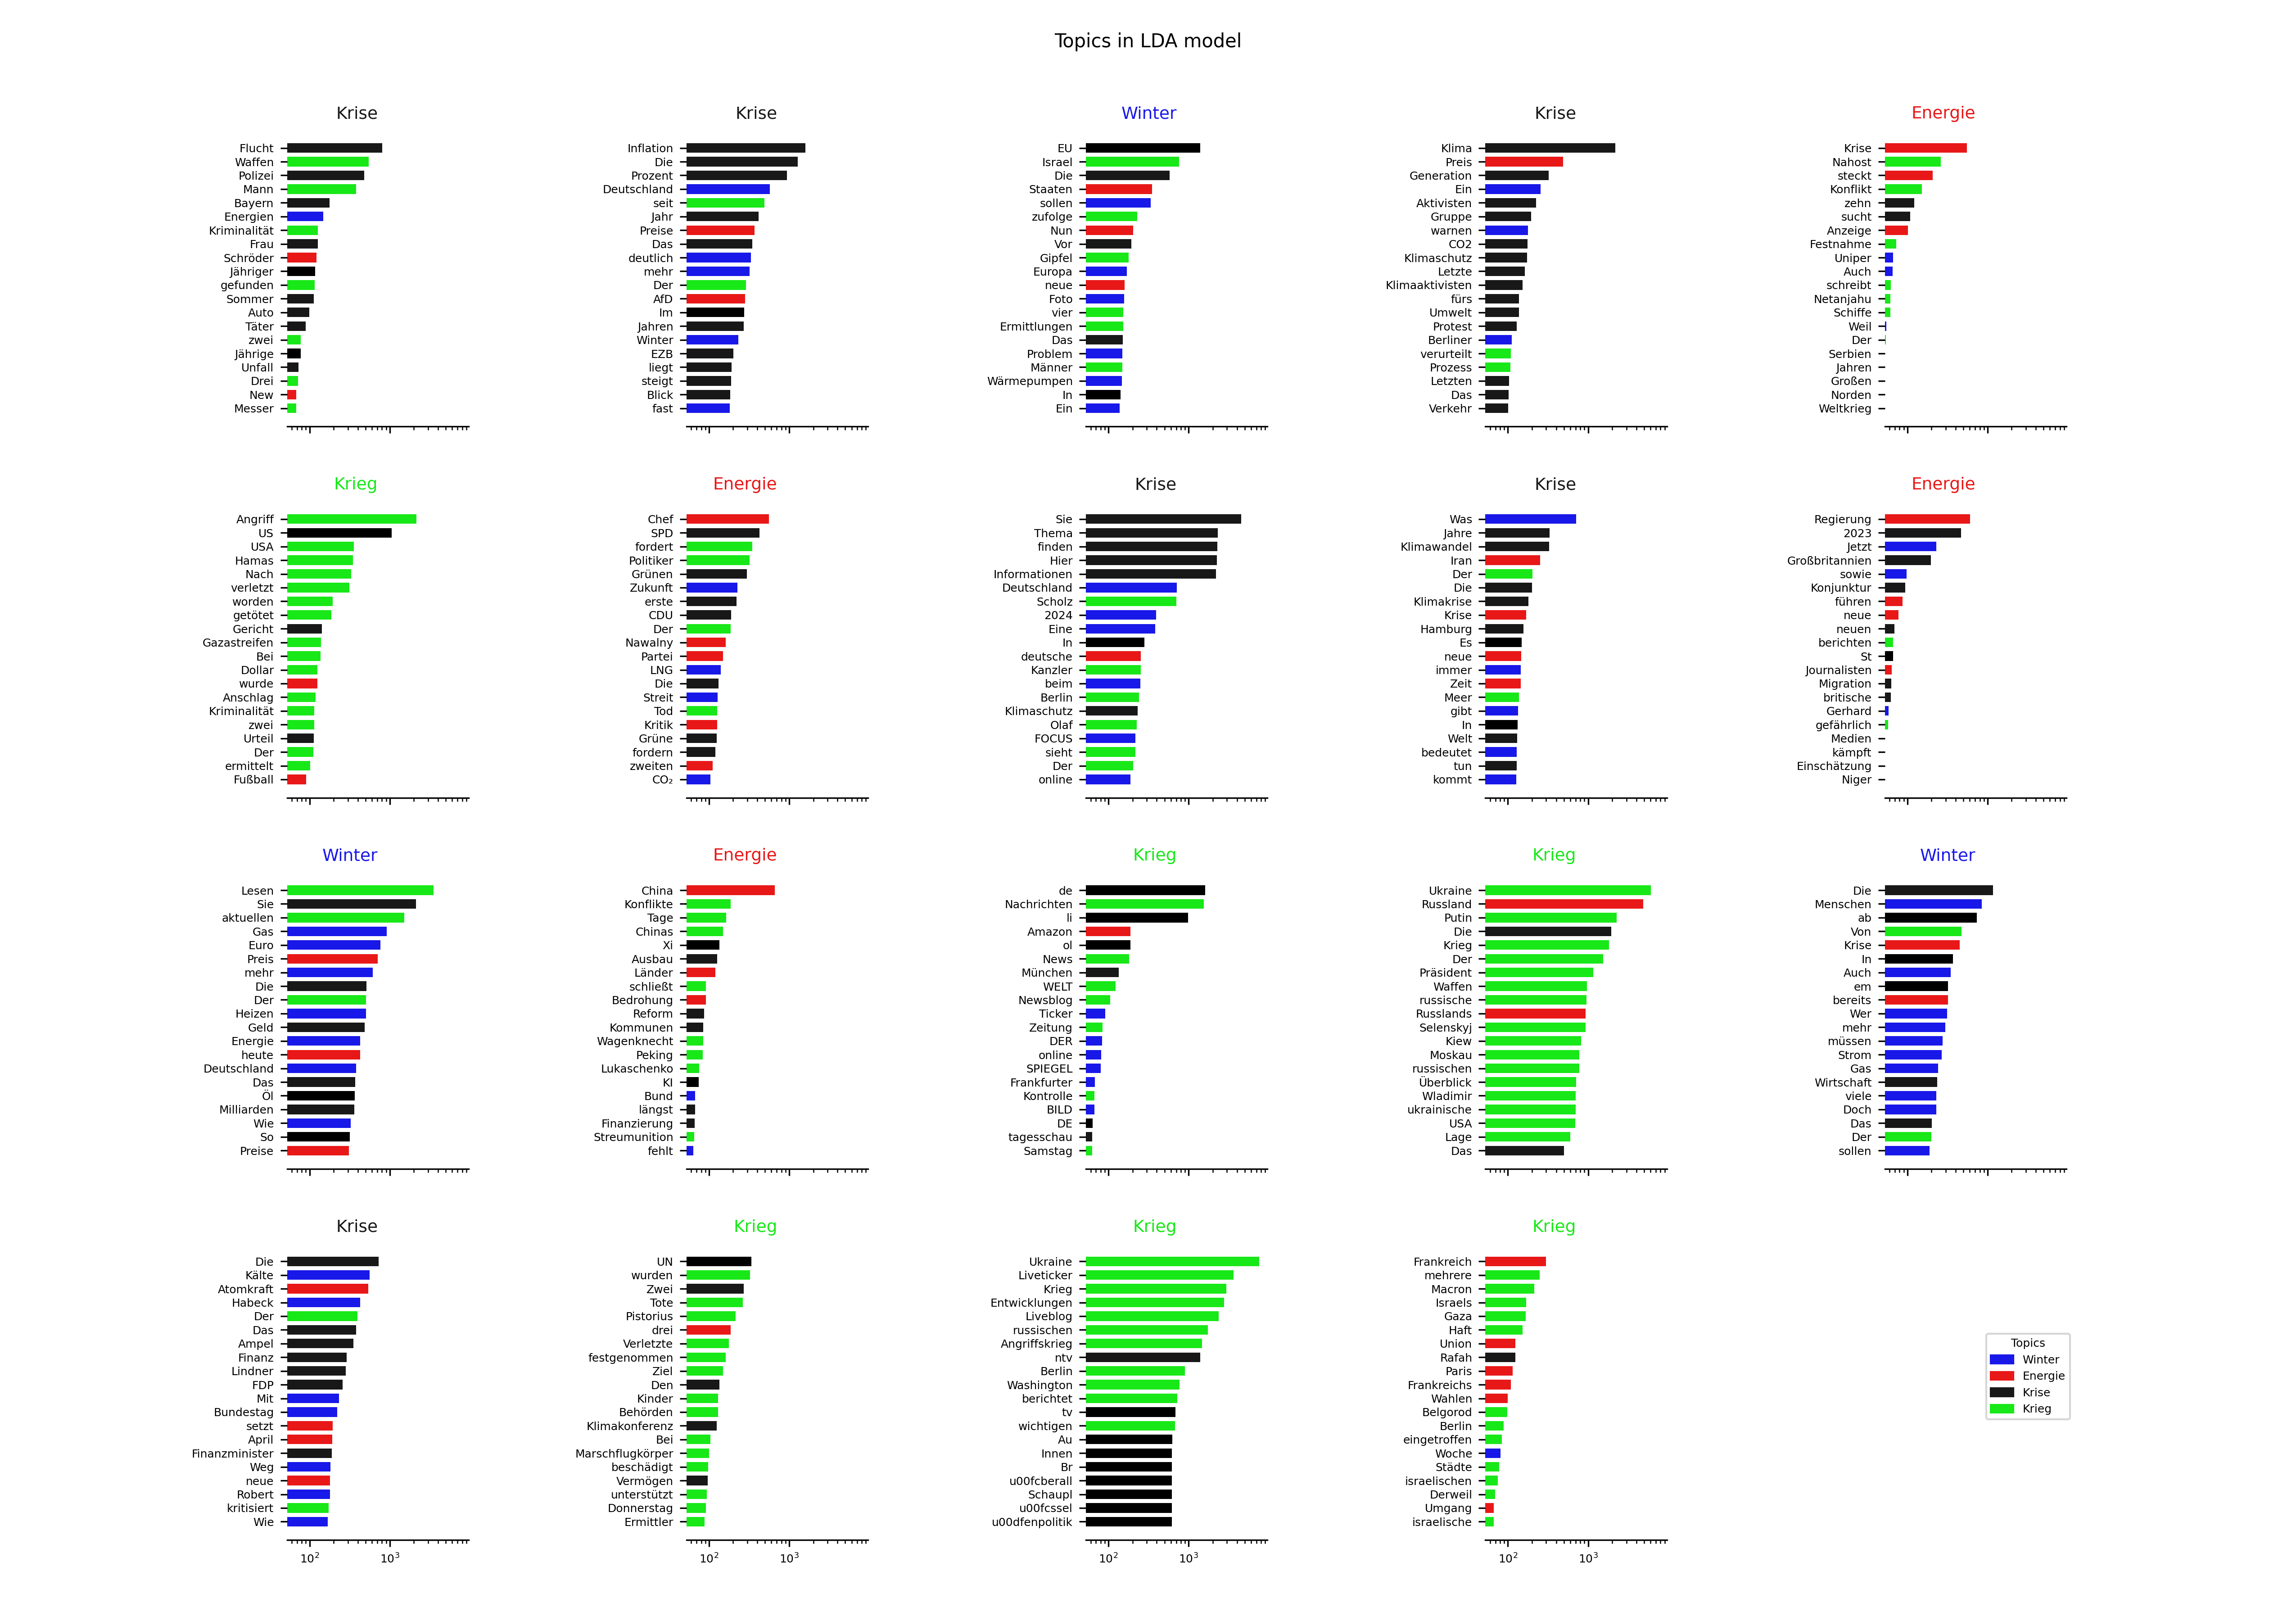 Topics in LDA model
Krise
Flucht
Waffen
Polizei
Mann
Bayern
Energien
Kriminalität
Frau
Schröder
Jähriger
gefunden
Sommer
Auto
Täter
zwei
Jährige
Unfall
Drei
New
Messer
Krise
Inflation
Die
Prozent
Deutschland
seit
Jahr
Preise
Das
deutlich
mehr
Der
AfD
Im
Jahren
Winter
EZB
liegt
steigt
Blick
fast
Winter
EU
Israel
Die
Staaten
sollen
zufolge
Nun
Vor
Gipfel
Europa
neue
Foto
vier
Ermittlungen
Das
Problem
Männer
Wärmepumpen
In
Ein
Krise
Klima
Preis
Generation
Ein
Aktivisten
Gruppe
warnen
CO2
Klimaschutz
Letzte
Klimaaktivisten
fürs
Umwelt
Protest
Berliner
verurteilt
Prozess
Letzten
Das
Verkehr
Energie
Krise
Nahost
steckt
Konflikt
zehn
sucht
Anzeige
Festnahme
Uniper
Auch
schreibt
Netanjahu
Schiffe
Weil
Der
Serbien
Jahren
Großen
Norden
Weltkrieg
Krieg
Angriff
US
USA
Hamas
Nach
verletzt
worden
getötet
Gericht
Gazastreifen
Bei
Dollar
wurde
Anschlag
Kriminalität
zwei
Urteil
Der
ermittelt
Fußball
Energie
Chef
SPD
fordert
Politiker
Grünen
Zukunft
erste
CDU
Der
Nawalny
Partei
LNG
Die
Streit
Tod
Kritik
Grüne
fordern
zweiten
CO₂
Krise
Sie
Thema
finden
Hier
Informationen
Deutschland
Scholz
2024
Eine
In
deutsche
Kanzler
beim
Berlin
Klimaschutz
Olaf
FOCUS
sieht
Der
online
Krise
Was
Jahre
Klimawandel
Iran
Der
Die
Klimakrise
Krise
Hamburg
Es
neue
immer
Zeit
Meer
gibt
In
Welt
bedeutet
tun
kommt
Energie
Regierung
2023
Jetzt
Großbritannien
sowie
Konjunktur
führen
neue
neuen
berichten
St
Journalisten
Migration
britische
Gerhard
gefährlich
Medien
kämpft
Einschätzung
Niger
Winter
Lesen
Sie
aktuellen
Gas
Euro
Preis
mehr
Die
Der
Heizen
Geld
Energie
heute
Deutschland
Das
Öl
Milliarden
Wie
So
Preise
Energie
China
Konflikte
Tage
Chinas
Xi
Ausbau
Länder
schließt
Bedrohung
Reform
Kommunen
Wagenknecht
Peking
Lukaschenko
KI
Bund
längst
Finanzierung
Streumunition
fehlt
Krieg
de
Nachrichten
li
Amazon
ol
News
München
WELT
Newsblog
Ticker
Zeitung
DER
online
SPIEGEL
Frankfurter
Kontrolle
BILD
DE
tagesschau
Samstag
Krieg
Ukraine
Russland
Putin
Die
Krieg
Der
Präsident
Waffen
russische
Russlands
Selenskyj
Kiew
Moskau
russischen
Überblick
Wladimir
ukrainische
USA
Lage
Das
Winter
Die
Menschen
ab
Von
Krise
In
Auch
em
bereits
Wer
mehr
müssen
Strom
Gas
Wirtschaft
viele
Doch
Das
Der
sollen
Krise
Die
Kälte
Atomkraft
Habeck
Der
Das
Ampel
Finanz
Lindner
FDP
Mit
Bundestag
setzt
April
Finanzminister
Weg
neue
Robert
kritisiert
Wie
10²
10³
Krieg
UN
wurden
Zwei
Tote
Pistorius
drei
Verletzte
festgenommen
Ziel
Den
Kinder
Behörden
Klimakonferenz
Bei
Marschflugkörper
beschädigt
Vermögen
unterstützt
Donnerstag
Ermittler
10²
10³
Krieg
Ukraine
Liveticker
Krieg
Entwicklungen
Liveblog
russischen
Angriffskrieg
ntv
Berlin
Washington
berichtet
tv
wichtigen
Au
Innen
Br
u00fcberall
Schaupl
u00fcssel
u00dfenpolitik
10²
10³
Krieg
Frankreich
mehrere
Macron
Israels
Gaza
Haft
Union
Rafah
Paris
Frankreichs
Wahlen
Belgorod
Berlin
eingetroffen
Woche
Städte
israelischen
Derweil
Umgang
israelische
10²
10³
Topics
Winter
Energie
Krise
Krieg